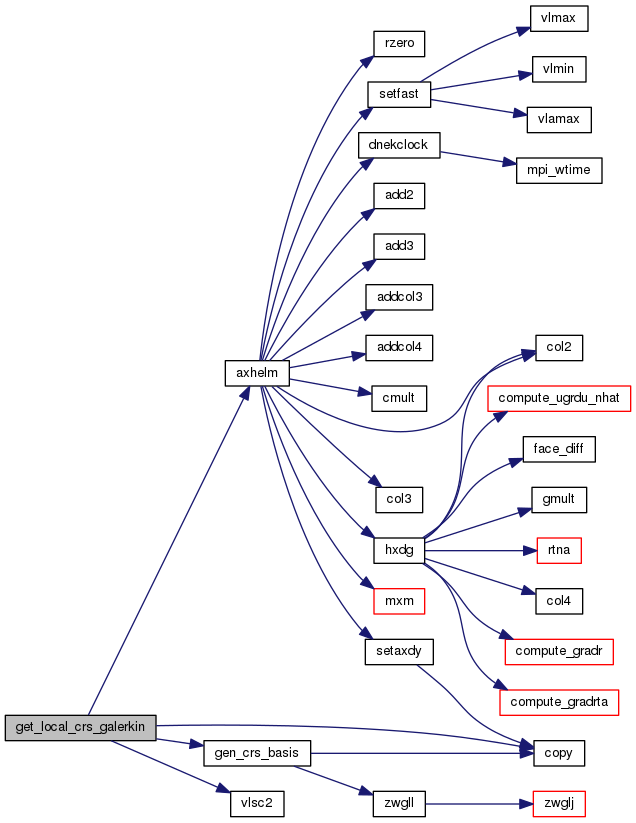 vlmax
rzero
vlmin
setfast
vlamax
dnekclock
mpi_wtime
add2
add3
addcol3
addcol4
col2
axhelm
cmult
compute_ugrdu_nhat
face_diff
col3
gmult
hxdg
rtna
mxm
col4
setaxdy
compute_gradr
compute_gradrta
get_local_crs_galerkin
gen_crs_basis
copy
vlsc2
zwgll
zwglj